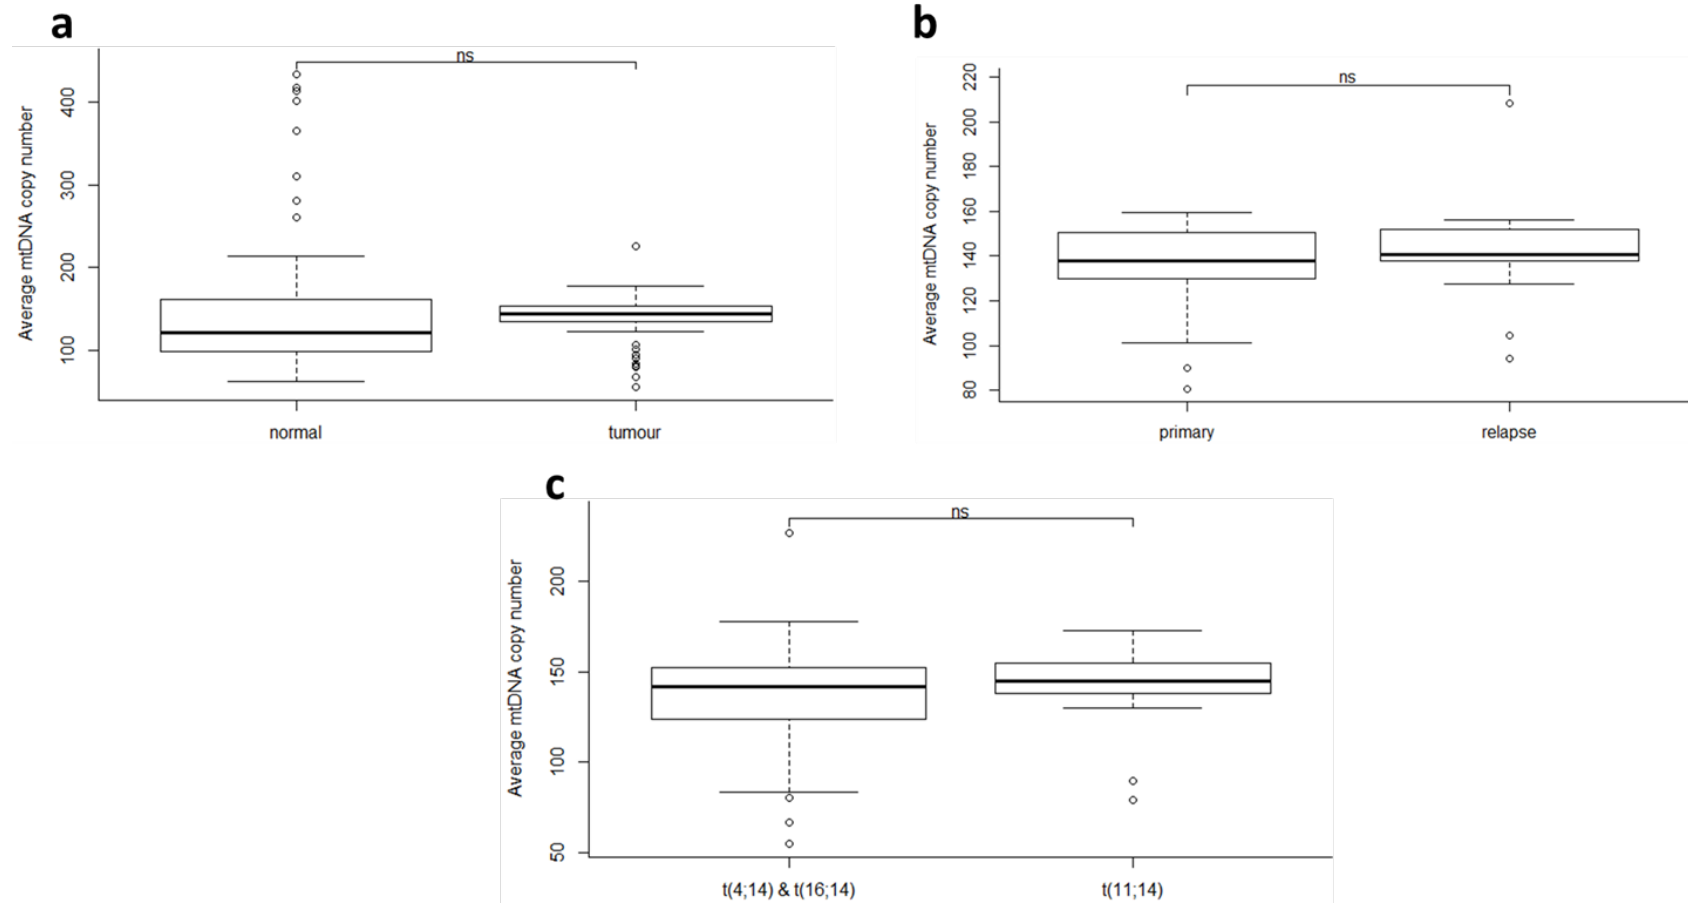 a
ns
Average mtDNA copy number
400
300
200
100
normal
tumour
b
ns
Average mtDNA copy number
220
200
180
160
140
120
100
80
primary
relapse
c
ns
Average mtDNA copy number
200
150
100
50
t(4;14) & t(16;14)
t(11;14)